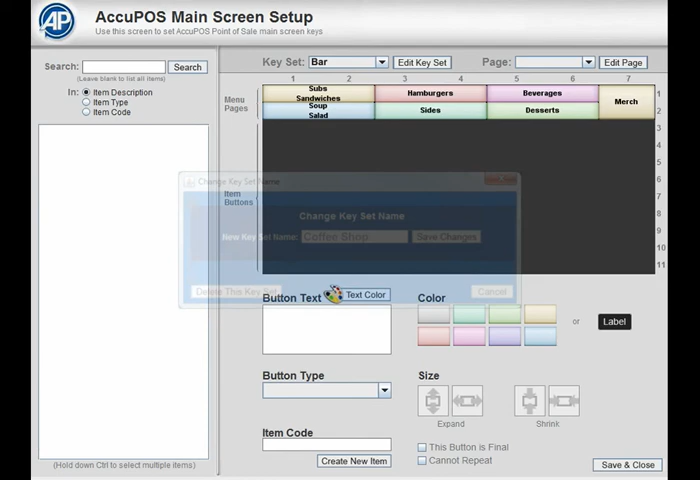 AP
AccuPOS Main Screen Setup
Use this screen to set AccuPOS Point of Sale main screen keys
Search: Search
(Leave blank to list all items)
In: Item Description
Item Type
Item Code
(Hold down Ctrl to select multiple items)
Key Set: Bar Edit Key Set Page: Edit Page
1 2 3 4 5 6 7
Menu Pages
Subs Sandwiches Hamburgers Beverages Merch 1
Soup Salad Sides Desserts 2
3
4
5
6
Item Buttons
7
8
9
10
11
Change Key Set Name
Change Key Set Name
New Key Set Name: Coffee Shop Save Changes
Delete This Key Set Cancel
Button Text Text Color
Color
or Label
Button Type
Size
Expand Shrink
Item Code
Create New Item
This Button is Final
Cannot Repeat
Save & Close